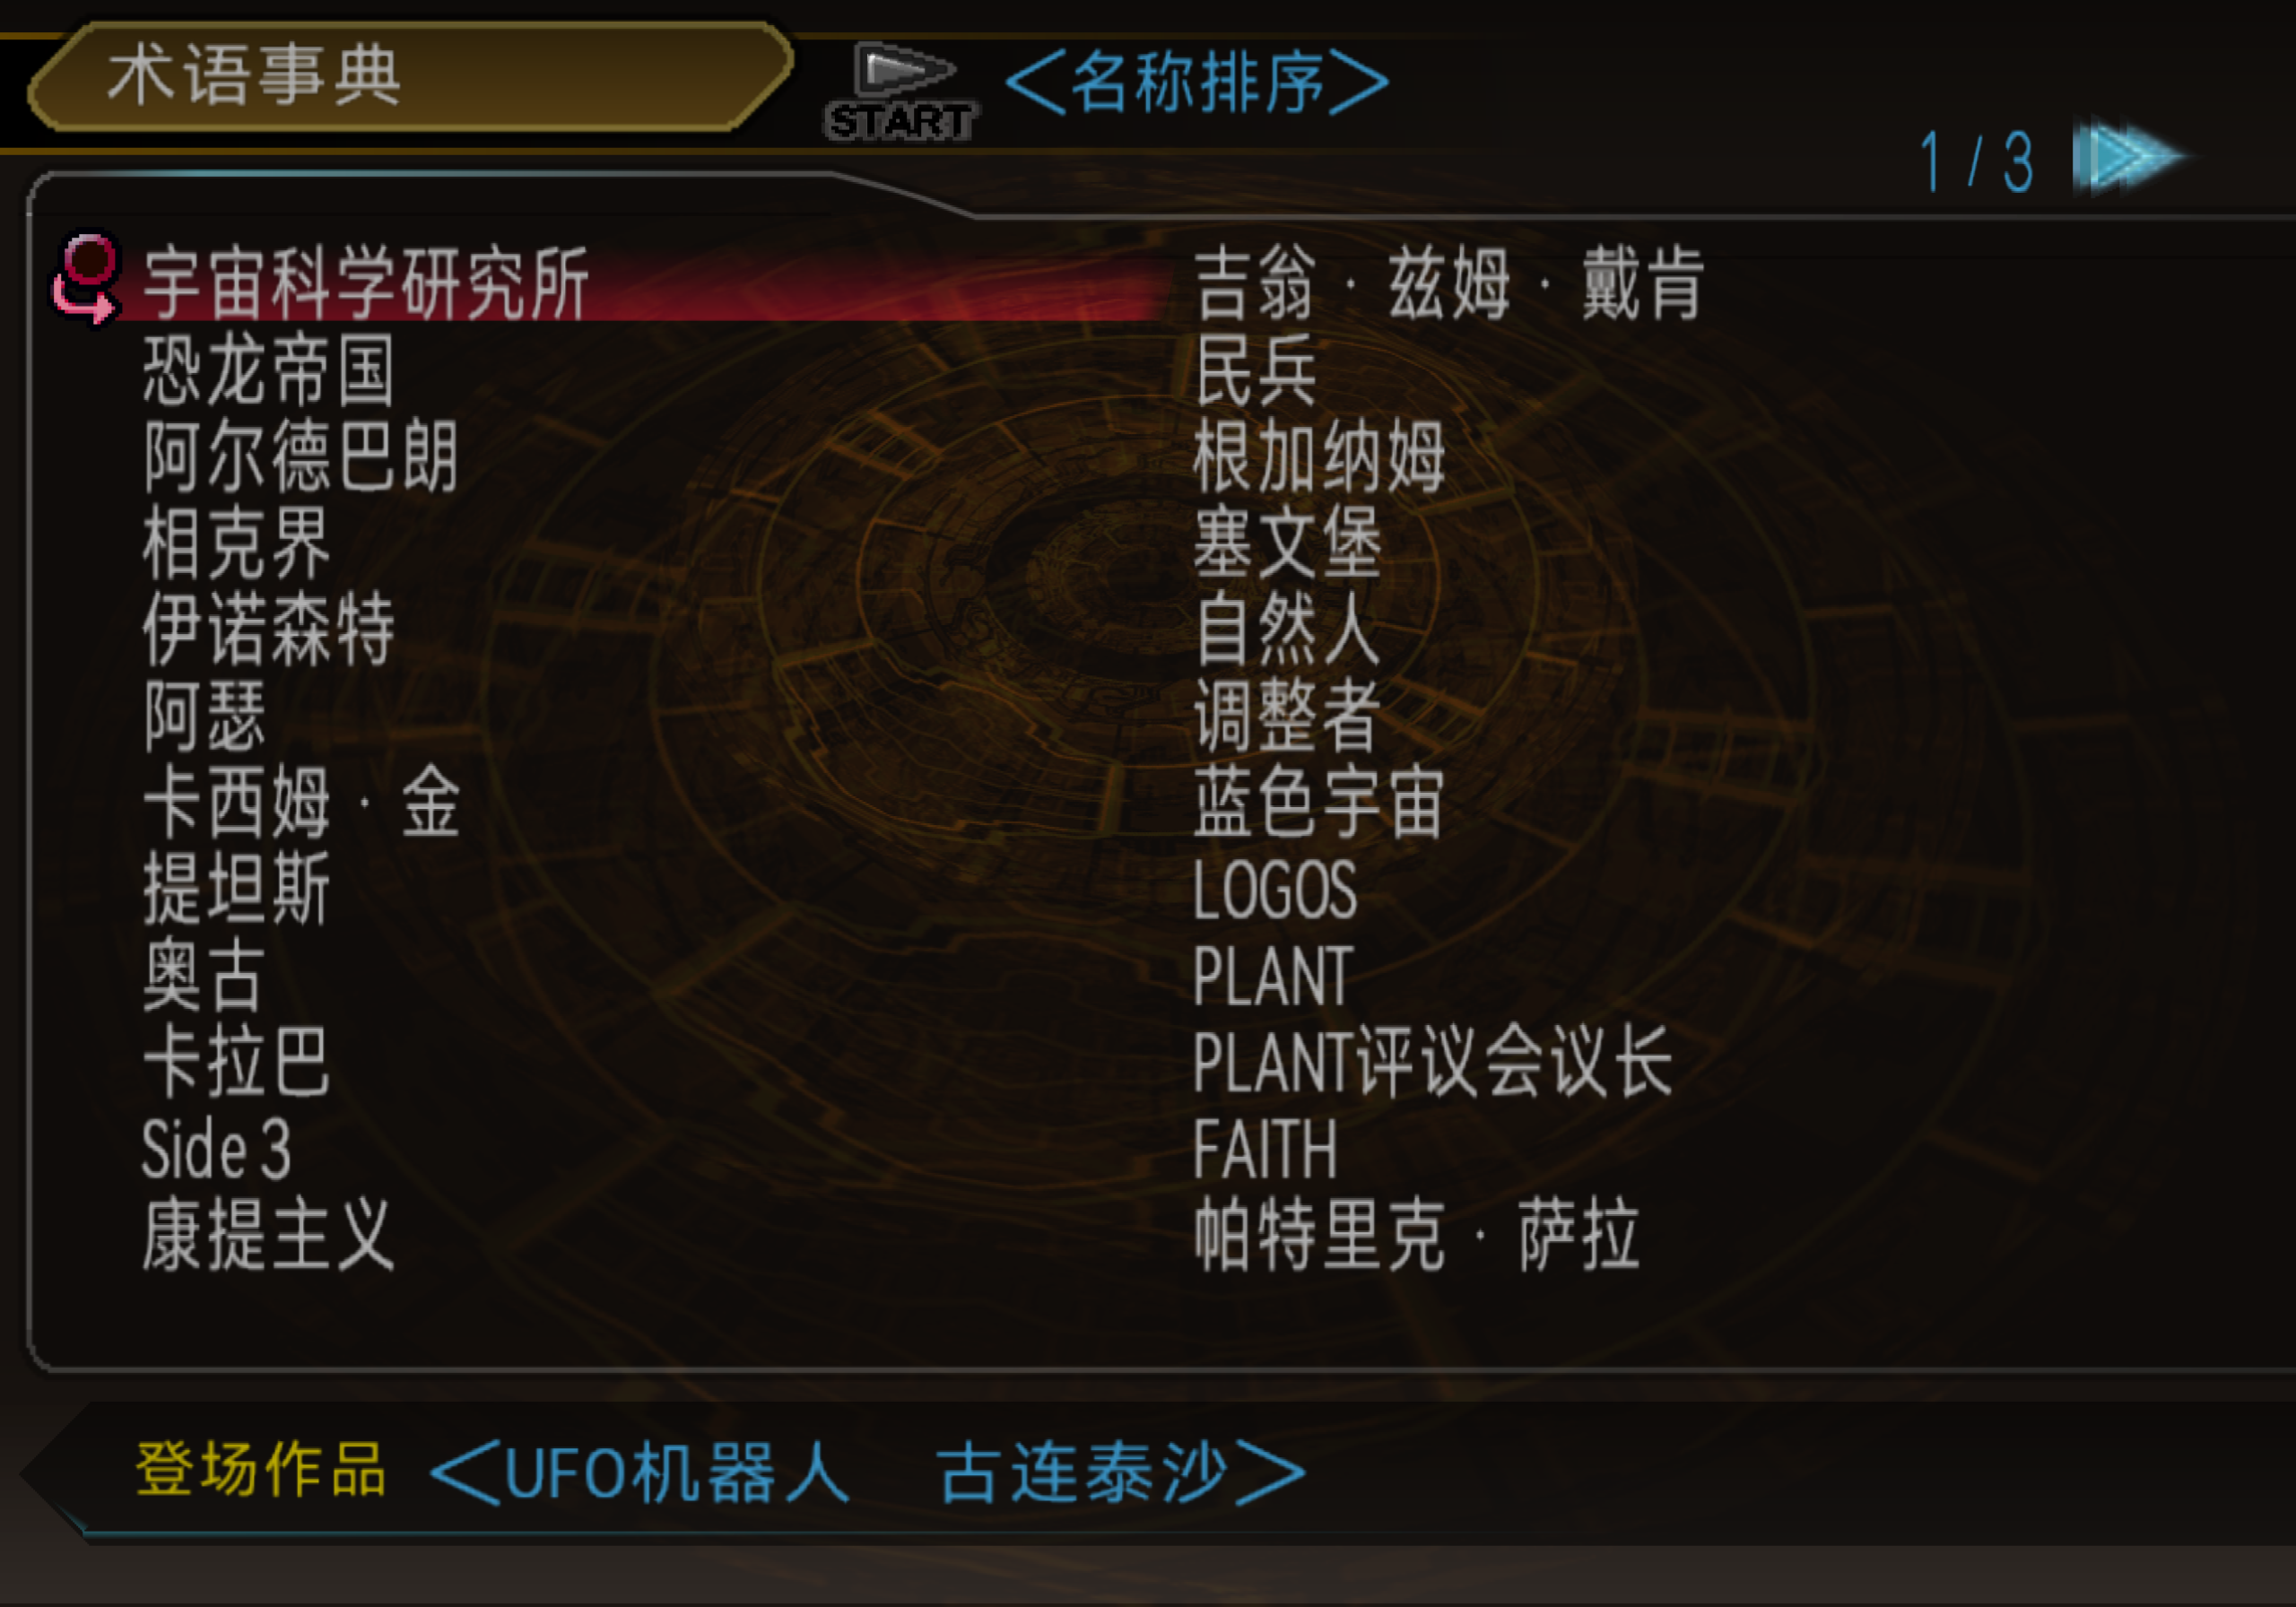 术语事典
START
<名称排序>
1 / 3
宇宙科学研究所
恐龙帝国
阿尔德巴朗
相克界
伊诺森特
阿瑟
卡西姆·金
提坦斯
奥古
卡拉巴
Side 3
康提主义
吉翁·兹姆·戴肯
民兵
根加纳姆
塞文堡
自然人
调整者
蓝色宇宙
LOGOS
PLANT
PLANT评议会议长
FAITH
帕特里克·萨拉
登场作品 <UFO机器人　古连泰沙>